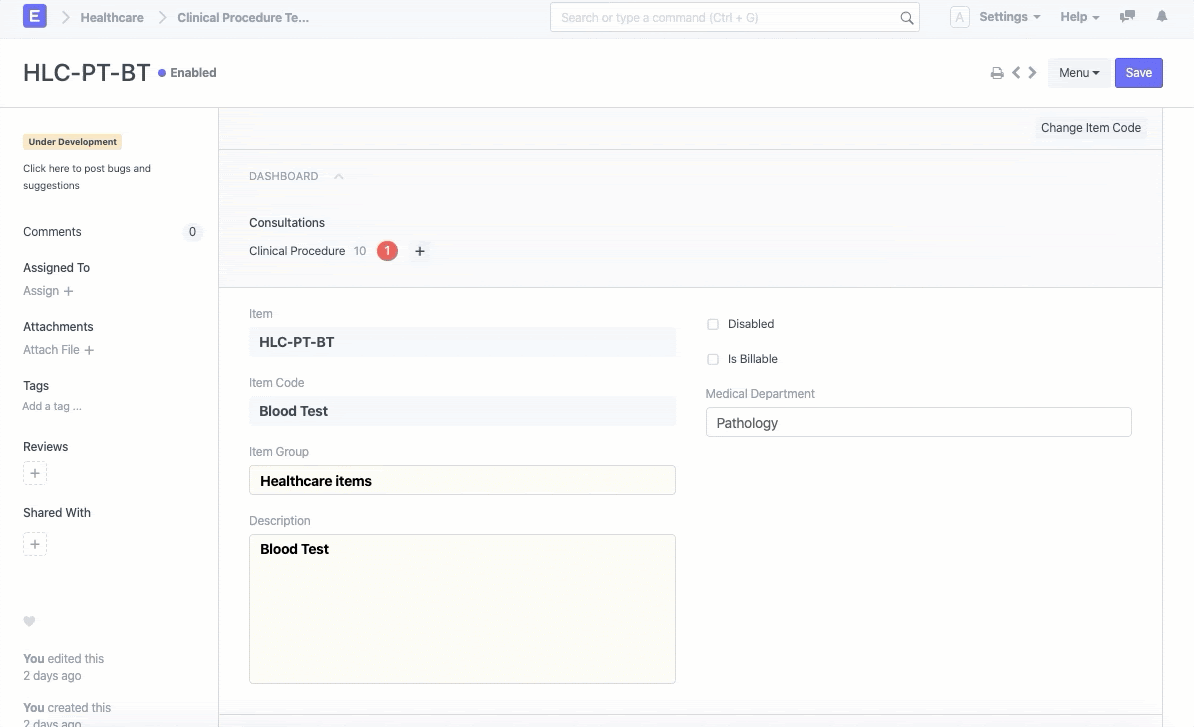 E Healthcare Clinical Procedure Te...
Search or type a command (Ctrl + G)
A Settings Help
HLC-PT-BT Enabled
Menu Save
Under Development
Click here to post bugs and
suggestions
Comments 0
Assigned To
Assign +
Attachments
Attach File +
Tags
Add a tag ...
Reviews
+
Shared With
+
You edited this
2 days ago
You created this
2 days ago
Change Item Code
DASHBOARD
Consultations
Clinical Procedure 10 1 +
Item
HLC-PT-BT
Item Code
Blood Test
Item Group
Healthcare items
Description
Blood Test
Disabled
Is Billable
Medical Department
Pathology